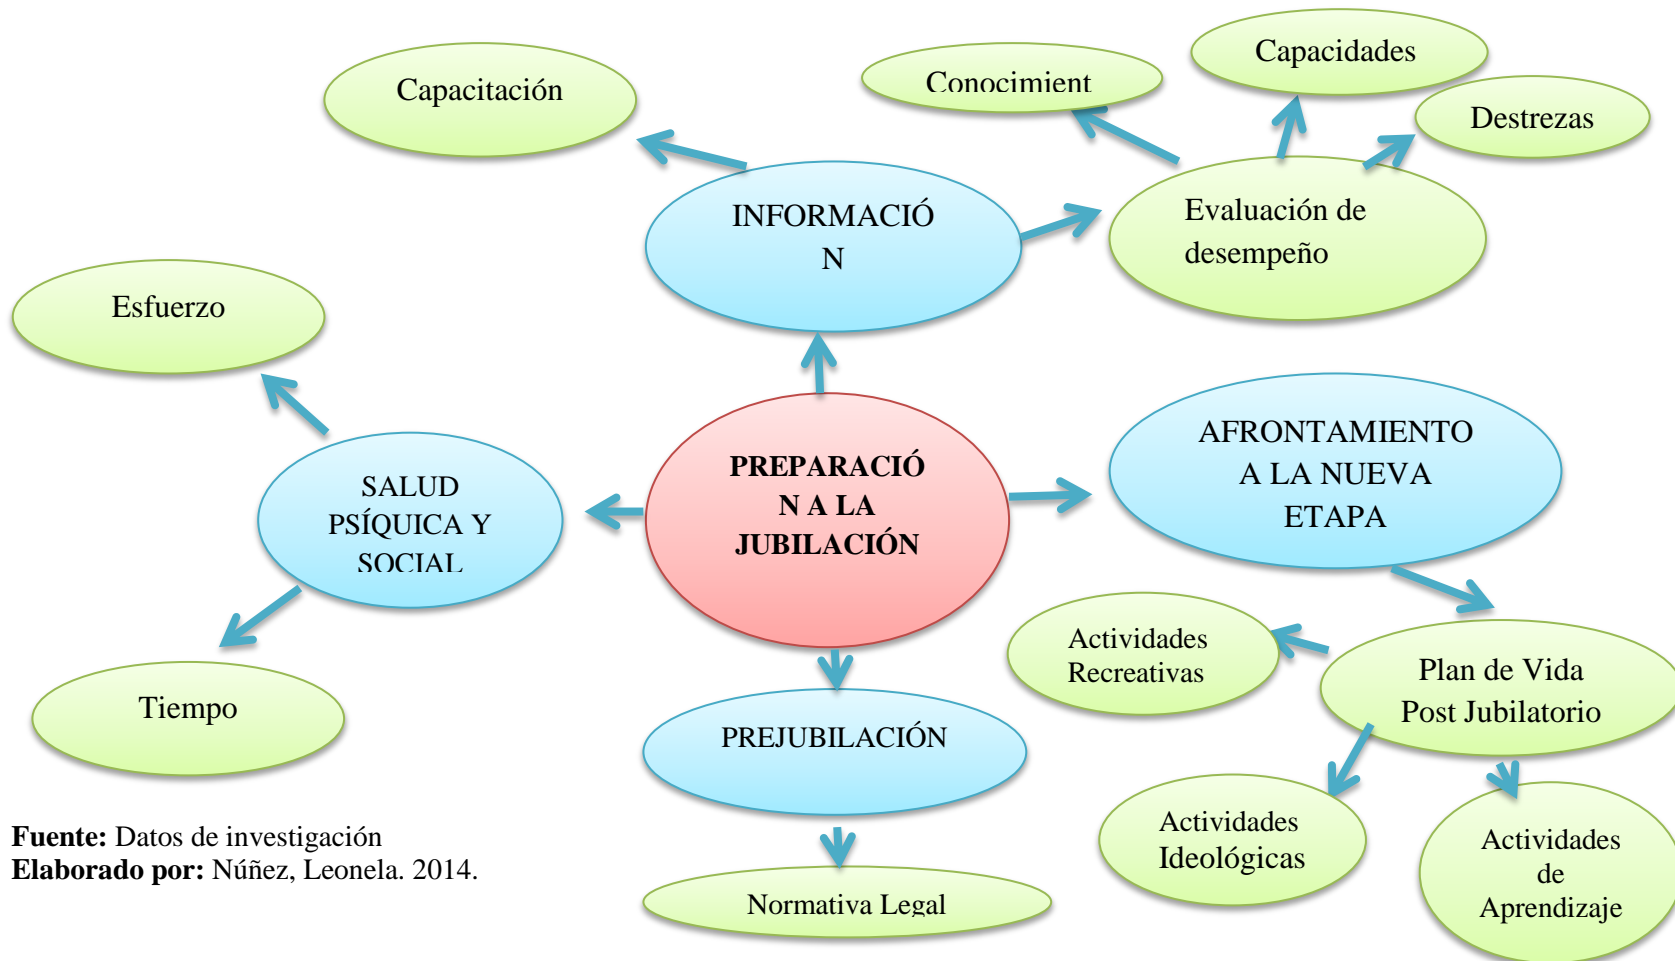 Capacidades
Conocimient
Capacitación
Destrezas
INFORMACIÓ
N
Evaluación de
desempeño
Esfuerzo
AFRONTAMIENTO
A LA NUEVA
ETAPA
PREPARACIÓ
N A LA
JUBILACIÓN
SALUD
PSÍQUICA Y
SOCIAL
Actividades
Recreativas
Plan de Vida
Post Jubilatorio
Tiempo
PREJUBILACIÓN
Actividades
Ideológicas
Actividades
de
Aprendizaje
Normativa Legal
Fuente: Datos de investigación
Elaborado por: Núñez, Leonela. 2014.